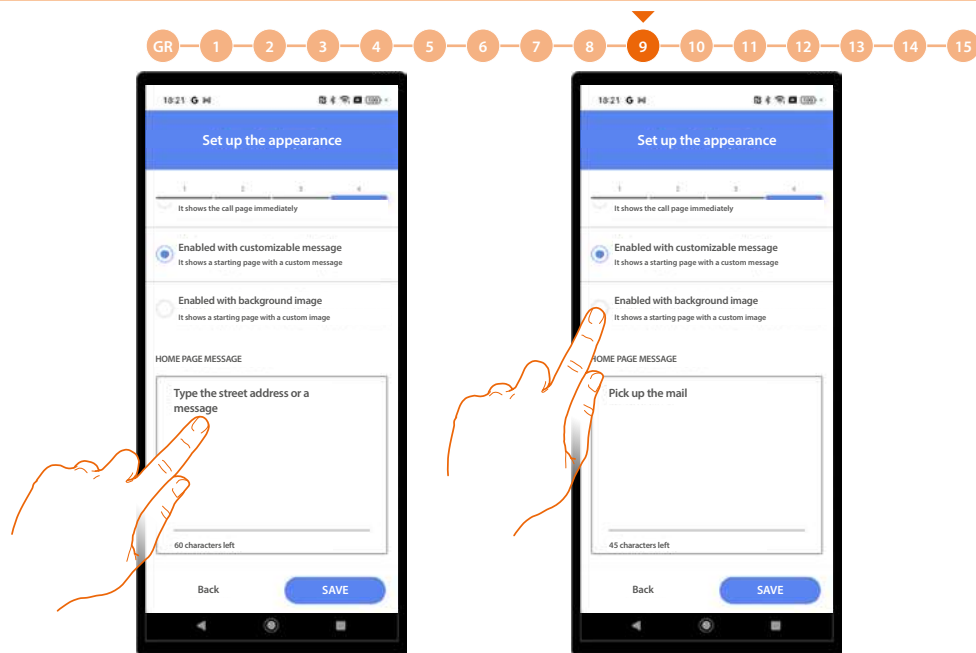 GR 1 2 3 4 5 6 7 8 9 10 11 12 13 14 15
18:21 G
Set up the appearance
1 2 3 4
It shows the call page immediately
Enabled with customizable message
It shows a starting page with a custom message
Enabled with background image
It shows a starting page with a custom image
HOME PAGE MESSAGE
Type the street address or a
message
60 characters left
Back SAVE
18:21 G
Set up the appearance
1 2 3 4
It shows the call page immediately
Enabled with customizable message
It shows a starting page with a custom message
Enabled with background image
It shows a starting page with a custom image
HOME PAGE MESSAGE
Pick up the mail
45 characters left
Back SAVE